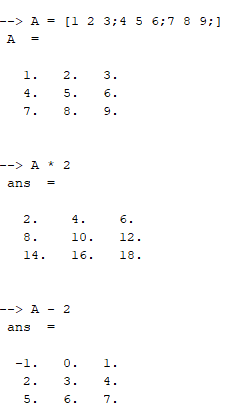 --> A = [1 2 3;4 5 6;7 8 9;]
A =
1. 2. 3.
4. 5. 6.
7. 8. 9.
--> A * 2
ans =
2. 4. 6.
8. 10. 12.
14. 16. 18.
--> A - 2
ans =
-1. 0. 1.
2. 3. 4.
5. 6. 7.